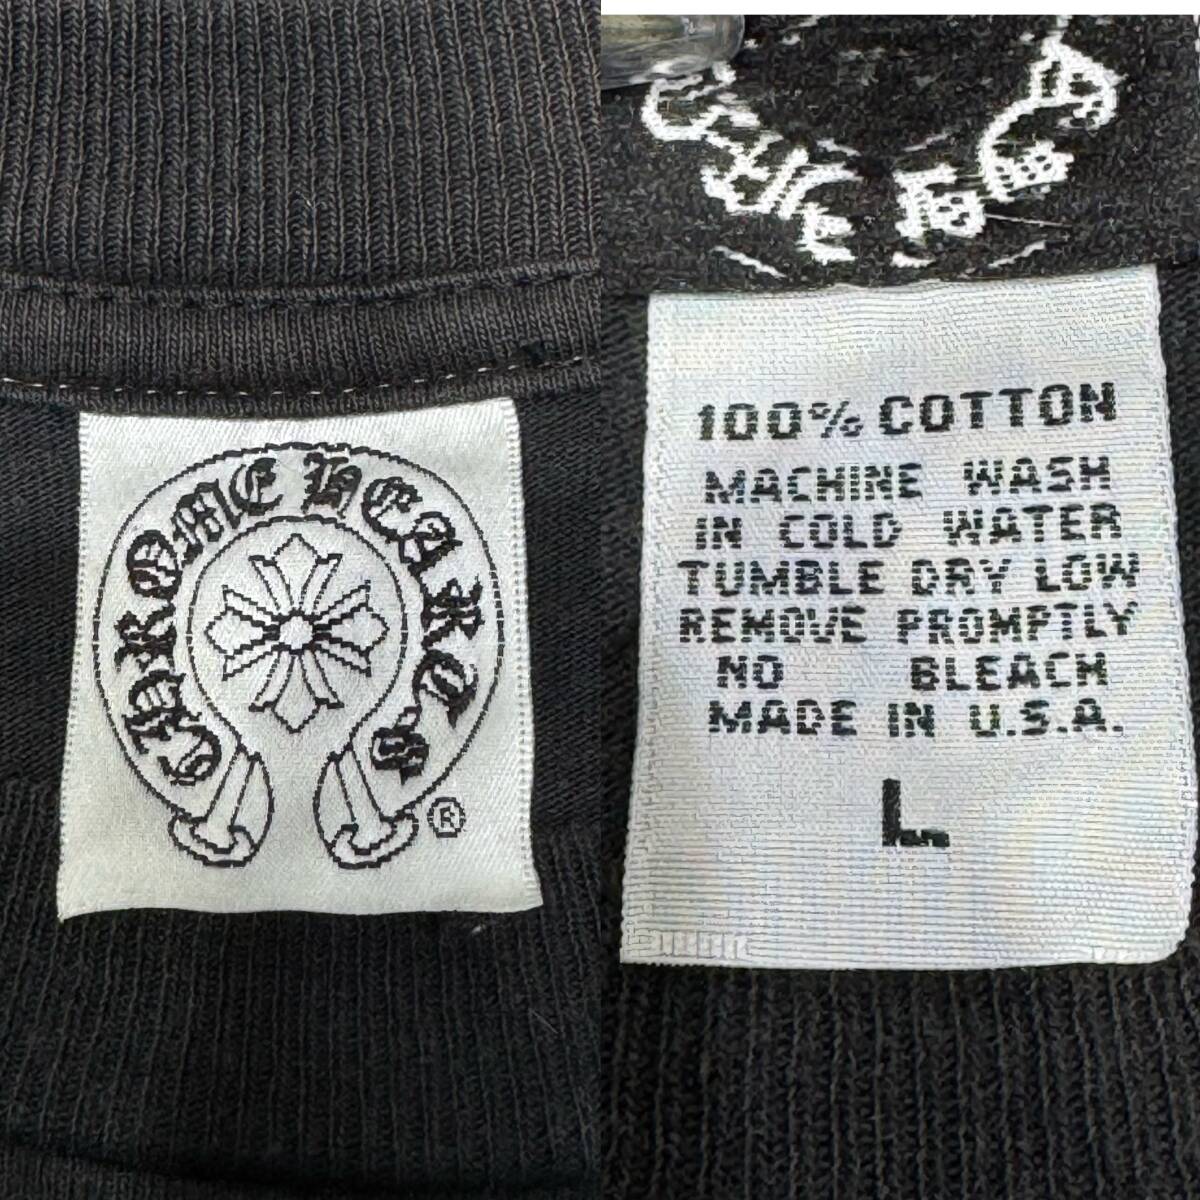 CHROME HEARTS
®
100% COTTON
MACHINE WASH
IN COLD WATER
TUMBLE DRY LOW
REMOVE PROMPTLY
NO BLEACH
MADE IN U.S.A.
L